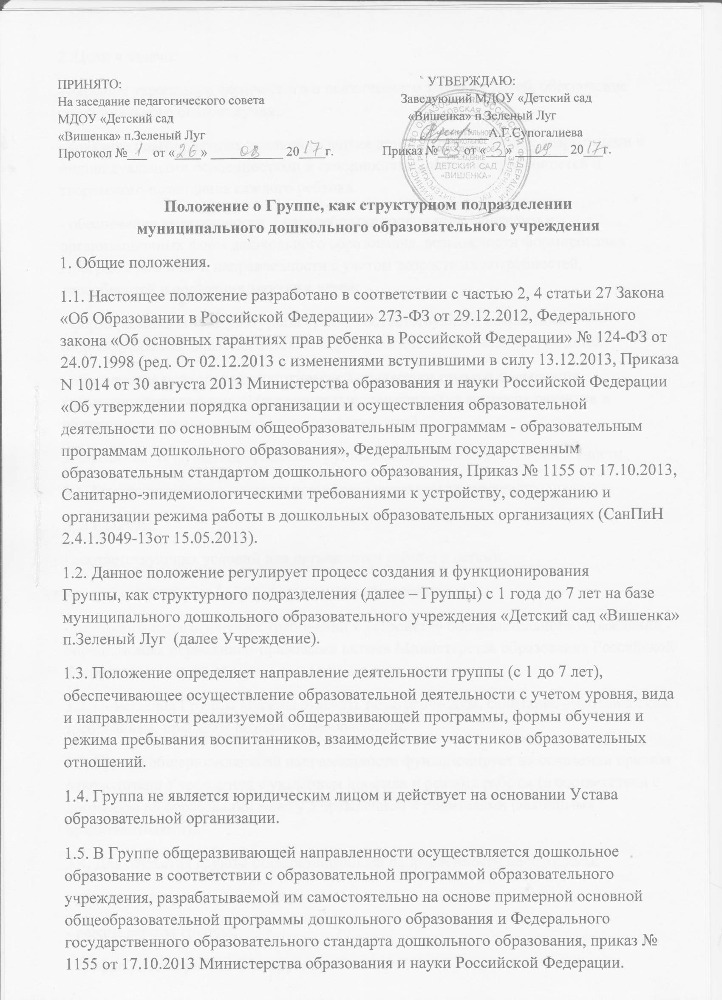 ПРИНЯТО:
На заседание педагогического совета
МДОУ «Детский сад
«Вишенка» п.Зеленый Луг
Протокол № 1 от «26» 08 2017г.
УТВЕРЖДАЮ:
Заведующий МДОУ «Детский сад
«Вишенка» п.Зеленый Луг
А.Г.Супогалиева
Приказ № 63 от «3» 09. 2017г.
МУНИЦИПАЛЬНОЕ
ДОШКОЛЬНОЕ
ОБРАЗОВАТЕЛЬНОЕ
УЧРЕЖДЕНИЕ
ДЕТСКИЙ САД
«ВИШЕНКА»
Положение о Группе, как структурном подразделении
муниципального дошкольного образовательного учреждения
1. Общие положения.
1.1. Настоящее положение разработано в соответствии с частью 2, 4 статьи 27 Закона
«Об Образовании в Российской Федерации» 273-ФЗ от 29.12.2012, Федерального
закона «Об основных гарантиях прав ребенка в Российской Федерации» № 124-ФЗ от
24.07.1998 (ред. От 02.12.2013 с изменениями вступившими в силу 13.12.2013, Приказа
N 1014 от 30 августа 2013 Министерства образования и науки Российской Федерации
«Об утверждении порядка организации и осуществления образовательной
деятельности по основным общеобразовательным программам - образовательным
программам дошкольного образования», Федеральным государственным
образовательным стандартом дошкольного образования, Приказ № 1155 от 17.10.2013,
Санитарно-эпидемиологическими требованиями к устройству, содержанию и
организации режима работы в дошкольных образовательных организациях (СанПиН
2.4.1.3049-13от 15.05.2013).
1.2. Данное положение регулирует процесс создания и функционирования
Группы, как структурного подразделения (далее – Группы) с 1 года до 7 лет на базе
муниципального дошкольного образовательного учреждения «Детский сад «Вишенка»
п.Зеленый Луг (далее Учреждение).
1.3. Положение определяет направление деятельности группы (с 1 до 7 лет),
обеспечивающее осуществление образовательной деятельности с учетом уровня, вида
и направленности реализуемой общеразвивающей программы, формы обучения и
режима пребывания воспитанников, взаимодействие участников образовательных
отношений.
1.4. Группа не является юридическим лицом и действует на основании Устава
образовательной организации.
1.5. В Группе общеразвивающей направленности осуществляется дошкольное
образование в соответствии с образовательной программой образовательного
учреждения, разрабатываемой им самостоятельно на основе примерной основной
общеобразовательной программы дошкольного образования и Федерального
государственного образовательного стандарта дошкольного образования, приказ №
1155 от 17.10.2013 Министерства образования и науки Российской Федерации.